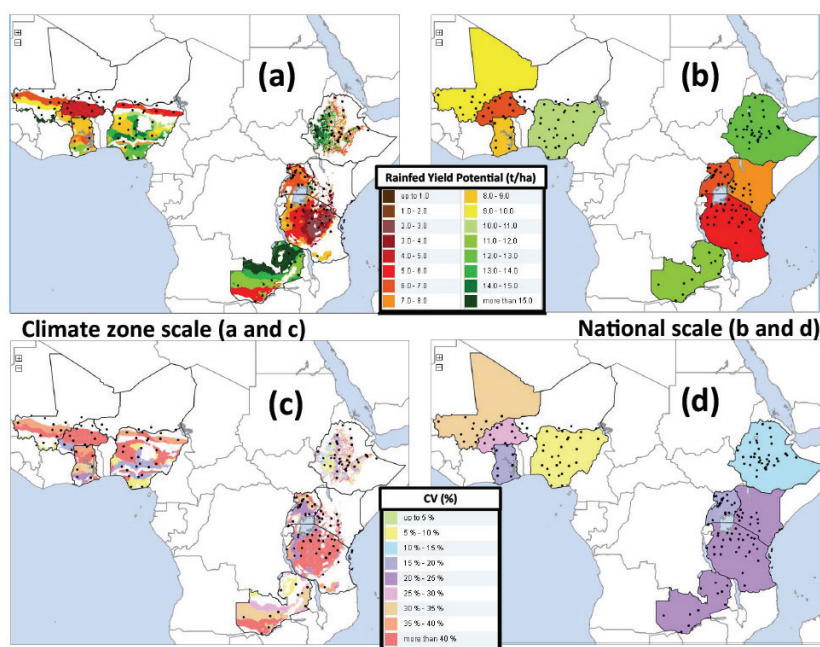 (a)
(b)
Rainfed Yield Potential (t/ha)
up to 1.0
1.0 - 2.0
2.0 - 3.0
3.0 - 4.0
4.0 - 5.0
5.0 - 6.0
6.0 - 7.0
7.0 - 8.0
8.0 - 9.0
9.0 - 10.0
10.0 - 11.0
11.0 - 12.0
12.0 - 13.0
13.0 - 14.0
14.0 - 15.0
more than 15.0
Climate zone scale (a and c)
National scale (b and d)
(c)
(d)
CV (%)
up to 5 %
5 % - 10 %
10 % - 15 %
15 % - 20 %
20 % - 25 %
25 % - 30 %
30 % - 35 %
35 % - 40 %
more than 40 %